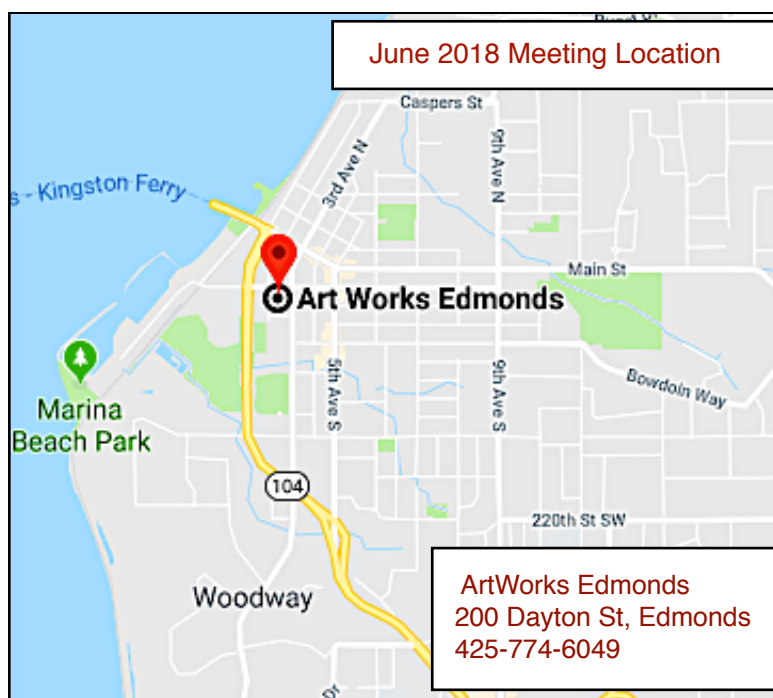 June 2018 Meeting Location
Caspers St
3rd Ave N
9th Ave N
s - Kingston Ferry
Main St
Art Works Edmonds
5th Ave S
9th Ave S
Bowdoin Way
Marina
Beach Park
104
220th St SW
Woodway
ArtWorks Edmonds
200 Dayton St, Edmonds
425-774-6049
Dr